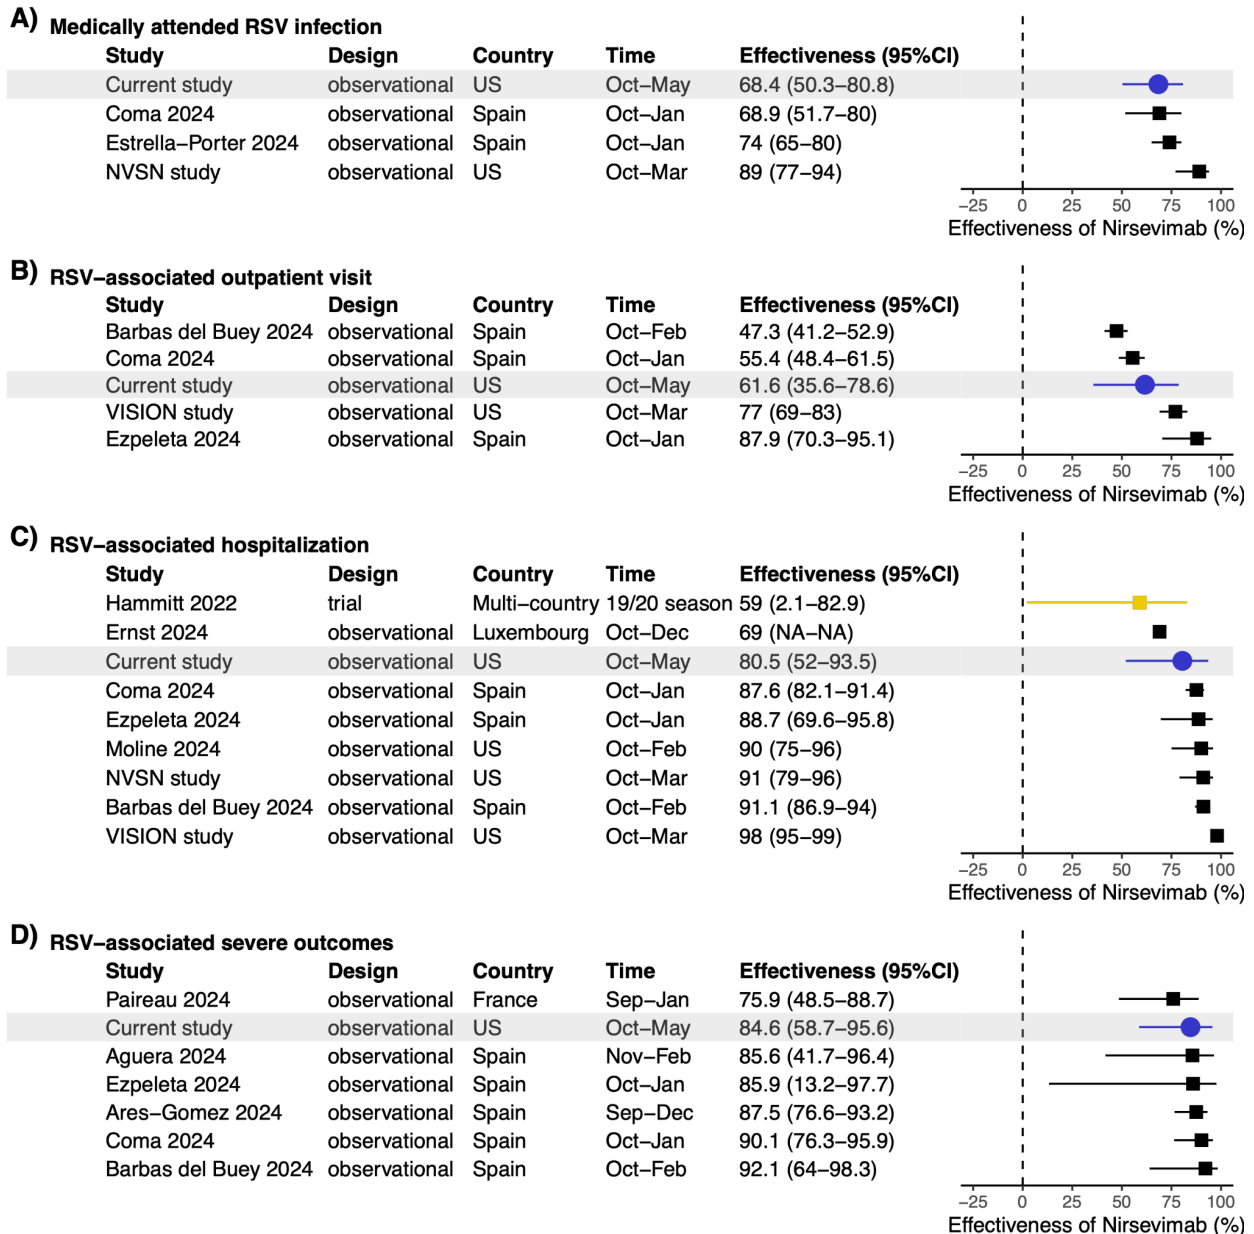 A) Medically attended RSV infection
Study Design Country Time Effectiveness (95%CI)
Current study observational US Oct−May 68.4 (50.3−80.8)
Coma 2024 observational Spain Oct−Jan 68.9 (51.7−80)
Estrella−Porter 2024 observational Spain Oct−Jan 74 (65−80)
NVSN study observational US Oct−Mar 89 (77−94)
−25 0 25 50 75 100
Effectiveness of Nirsevimab (%)
B) RSV−associated outpatient visit
Study Design Country Time Effectiveness (95%CI)
Barbas del Buey 2024 observational Spain Oct−Feb 47.3 (41.2−52.9)
Coma 2024 observational Spain Oct−Jan 55.4 (48.4−61.5)
Current study observational US Oct−May 61.6 (35.6−78.6)
VISION study observational US Oct−Mar 77 (69−83)
Ezpeleta 2024 observational Spain Oct−Jan 87.9 (70.3−95.1)
−25 0 25 50 75 100
Effectiveness of Nirsevimab (%)
C) RSV−associated hospitalization
Study Design Country Time Effectiveness (95%CI)
Hammitt 2022 trial Multi−country 19/20 season 59 (2.1−82.9)
Ernst 2024 observational Luxembourg Oct−Dec 69 (NA−NA)
Current study observational US Oct−May 80.5 (52−93.5)
Coma 2024 observational Spain Oct−Jan 87.6 (82.1−91.4)
Ezpeleta 2024 observational Spain Oct−Jan 88.7 (69.6−95.8)
Moline 2024 observational US Oct−Feb 90 (75−96)
NVSN study observational US Oct−Mar 91 (79−96)
Barbas del Buey 2024 observational Spain Oct−Feb 91.1 (86.9−94)
VISION study observational US Oct−Mar 98 (95−99)
−25 0 25 50 75 100
Effectiveness of Nirsevimab (%)
D) RSV−associated severe outcomes
Study Design Country Time Effectiveness (95%CI)
Paireau 2024 observational France Sep−Jan 75.9 (48.5−88.7)
Current study observational US Oct−May 84.6 (58.7−95.6)
Aguera 2024 observational Spain Nov−Feb 85.6 (41.7−96.4)
Ezpeleta 2024 observational Spain Oct−Jan 85.9 (13.2−97.7)
Ares−Gomez 2024 observational Spain Sep−Dec 87.5 (76.6−93.2)
Coma 2024 observational Spain Oct−Jan 90.1 (76.3−95.9)
Barbas del Buey 2024 observational Spain Oct−Feb 92.1 (64−98.3)
−25 0 25 50 75 100
Effectiveness of Nirsevimab (%)